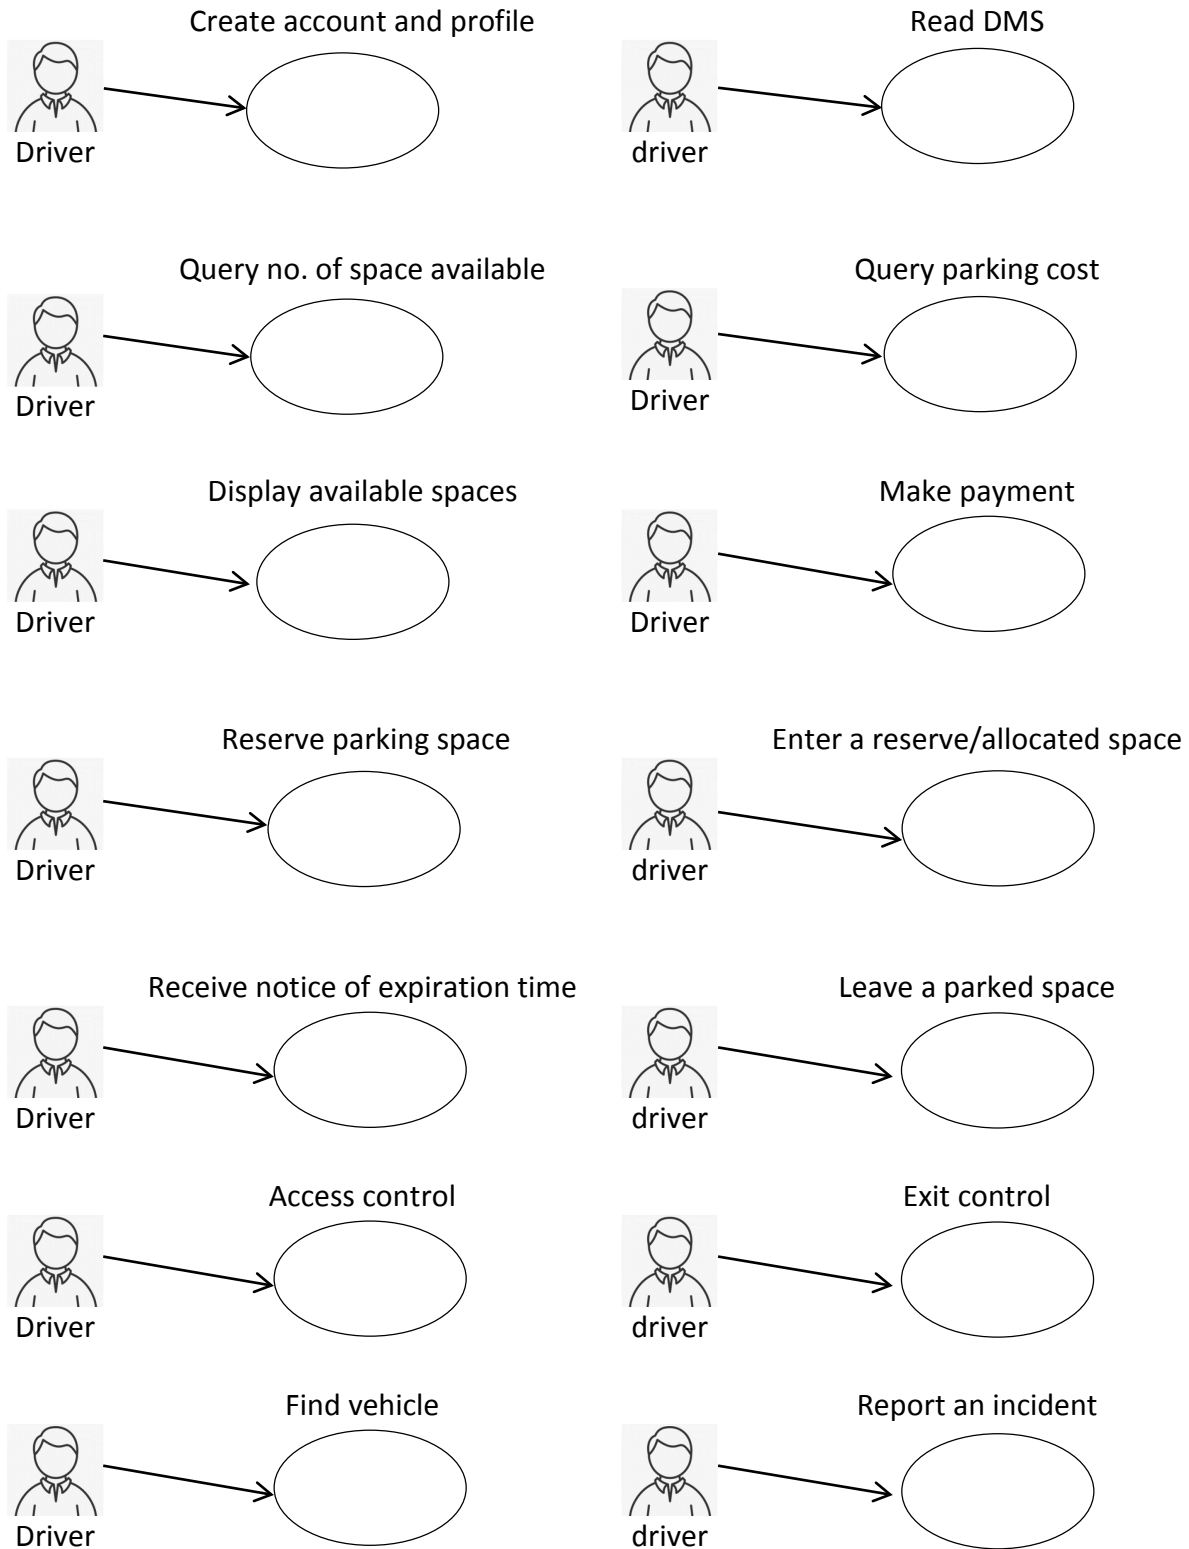 Create account and profile
Read DMS
Driver
driver
Query no. of space available
Query parking cost
Driver
Driver
Display available spaces
Make payment
Driver
Driver
Reserve parking space
Enter a reserve/allocated space
Driver
driver
Receive notice of expiration time
Leave a parked space
Driver
driver
Access control
Exit control
Driver
driver
Find vehicle
Report an incident
Driver
driver